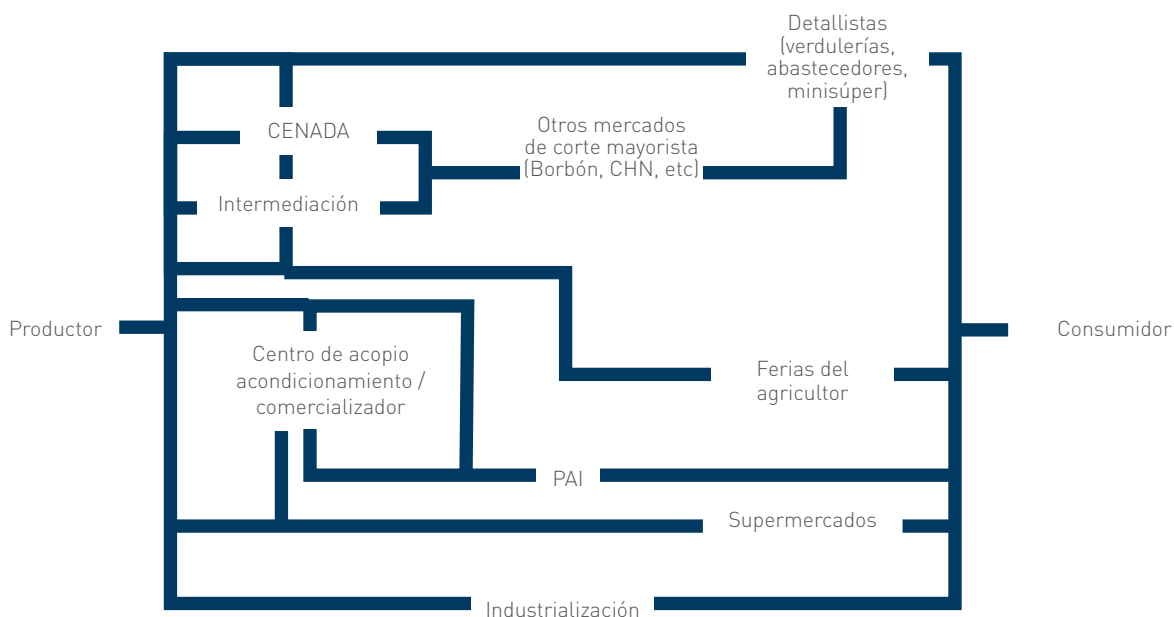 Detallistas
(verdulerías,
abastecedores,
minisúper)
CENADA
Otros mercados
de corte mayorista
(Borbón, CHN, etc)
Intermediación
Productor
Consumidor
Centro de acopio
acondicionamiento /
comercializador
Ferias del
agricultor
PAI
Supermercados
Industrialización